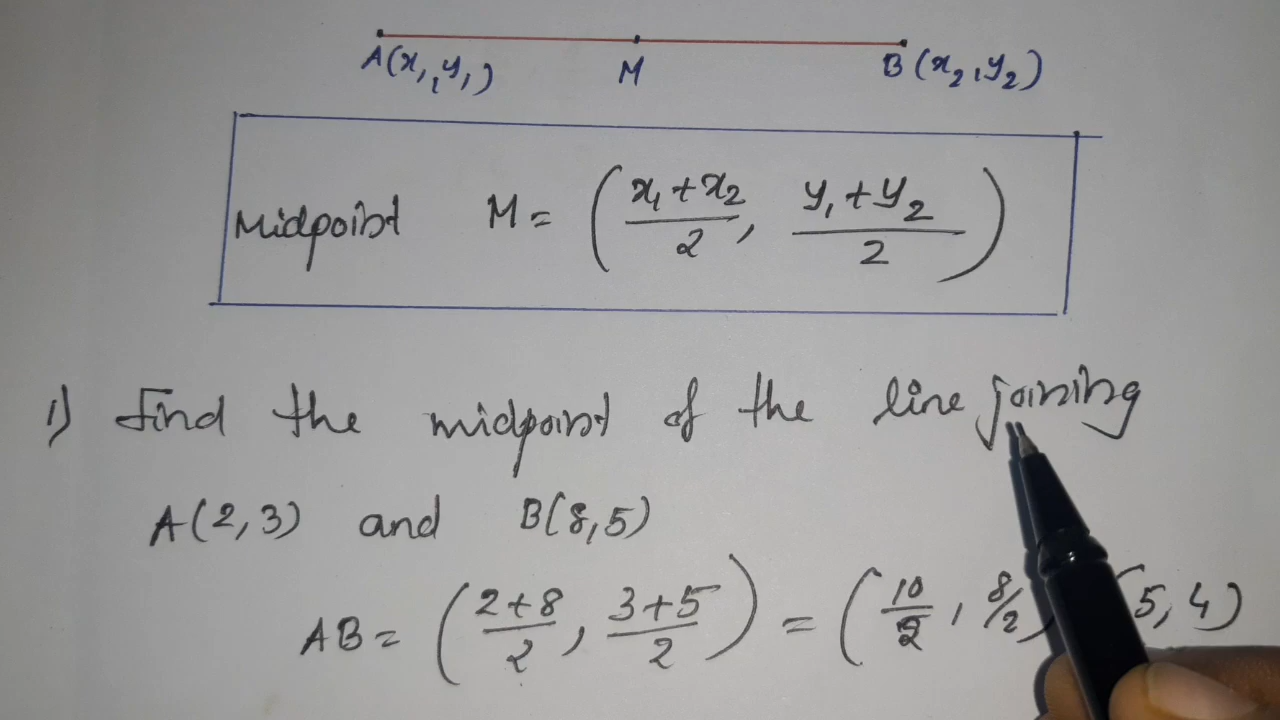 A(x₁, y₁) M B(x₂, y₂)
Midpoint M = ( (x₁ + x₂)/2 , (y₁ + y₂)/2 )
1) Find the midpoint of the line joining
A(2,3) and B(8,5)
AB = ( (2+8)/2 , (3+5)/2 ) = ( 10/2 , 8/2 ) (5, 4)